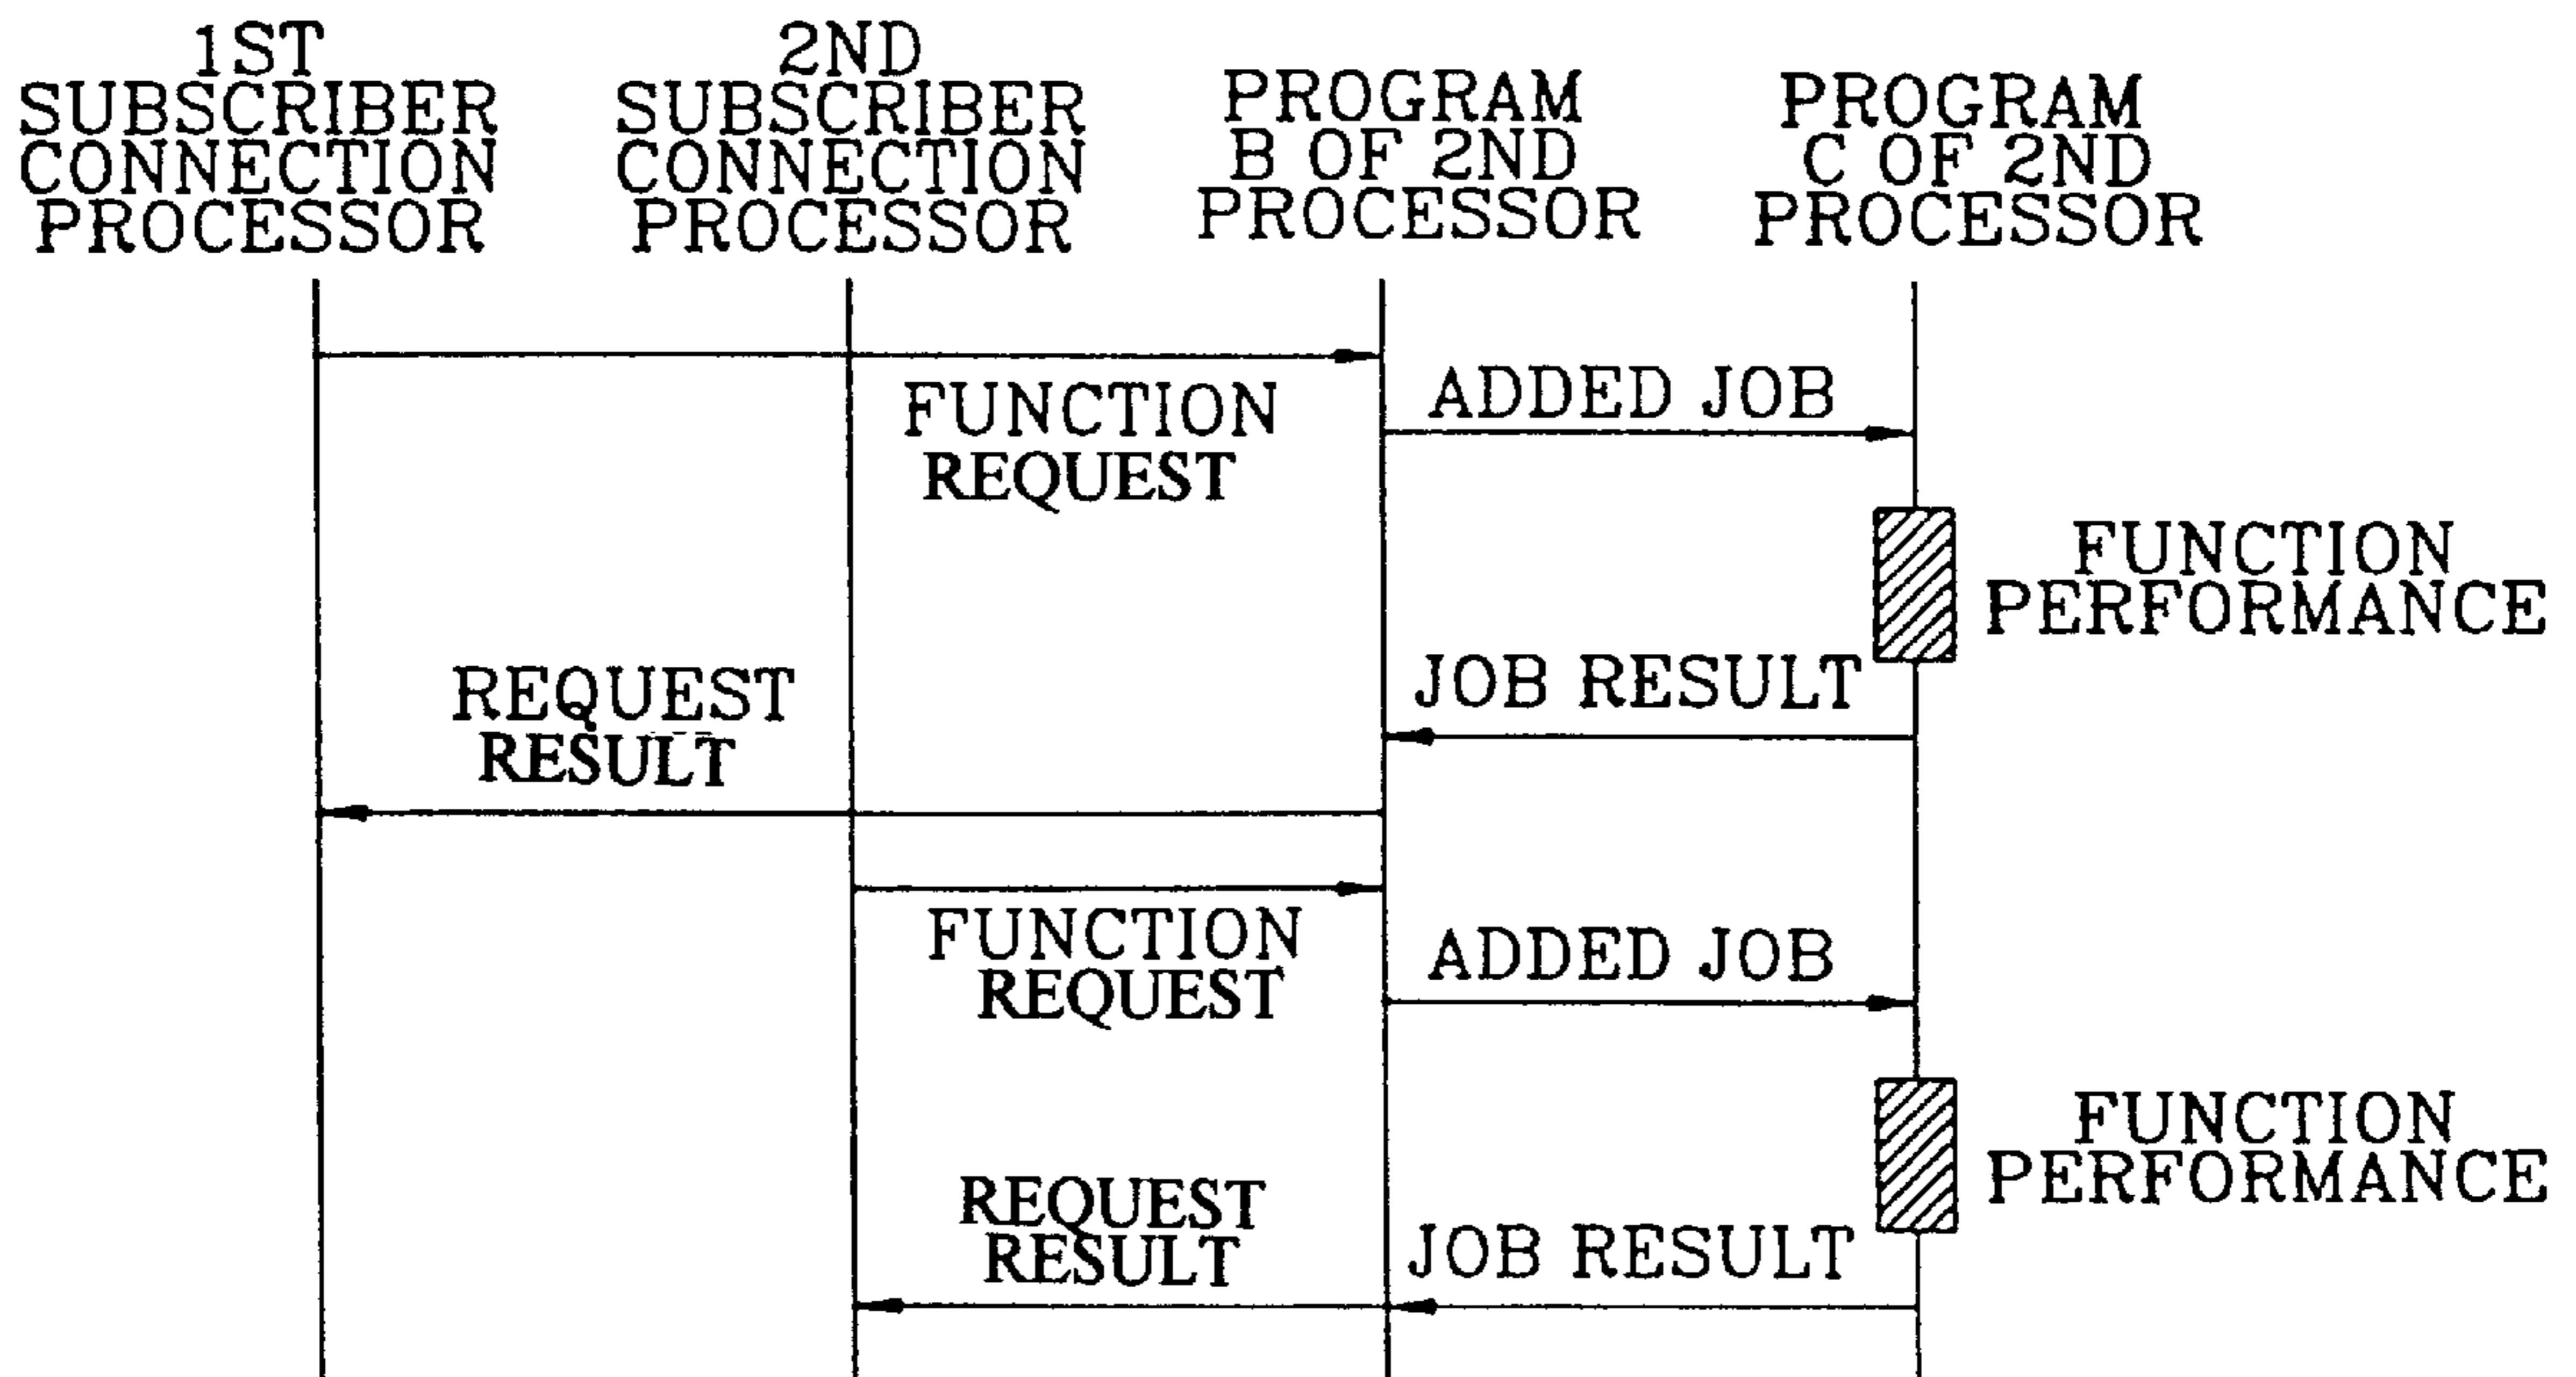 1ST
SUBSCRIBER
CONNECTION
PROCESSOR
2ND
SUBSCRIBER
CONNECTION
PROCESSOR
PROGRAM
B OF 2ND
PROCESSOR
PROGRAM
C OF 2ND
PROCESSOR
FUNCTION
REQUEST
ADDED JOB
FUNCTION
PERFORMANCE
JOB RESULT
REQUEST
RESULT
FUNCTION
REQUEST
ADDED JOB
FUNCTION
PERFORMANCE
REQUEST
RESULT
JOB RESULT